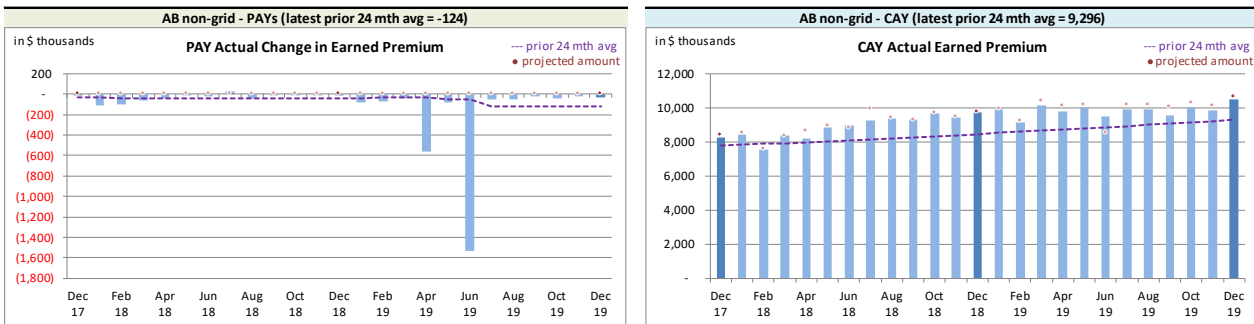 AB non-grid - PAYs (latest prior 24 mth avg = -124)
in $ thousands
PAY Actual Change in Earned Premium
--- prior 24 mth avg
• projected amount
200
-
(200)
(400)
(600)
(800)
(1,000)
(1,200)
(1,400)
(1,600)
(1,800)
Dec Feb Apr Jun Aug Oct Dec Feb Apr Jun Aug Oct Dec
17 18 18 18 18 18 18 19 19 19 19 19 19
AB non-grid - CAY (latest prior 24 mth avg = 9,296)
in $ thousands
CAY Actual Earned Premium
--- prior 24 mth avg
• projected amount
12,000
10,000
8,000
6,000
4,000
2,000
-
Dec Feb Apr Jun Aug Oct Dec Feb Apr Jun Aug Oct Dec
17 18 18 18 18 18 18 19 19 19 19 19 19